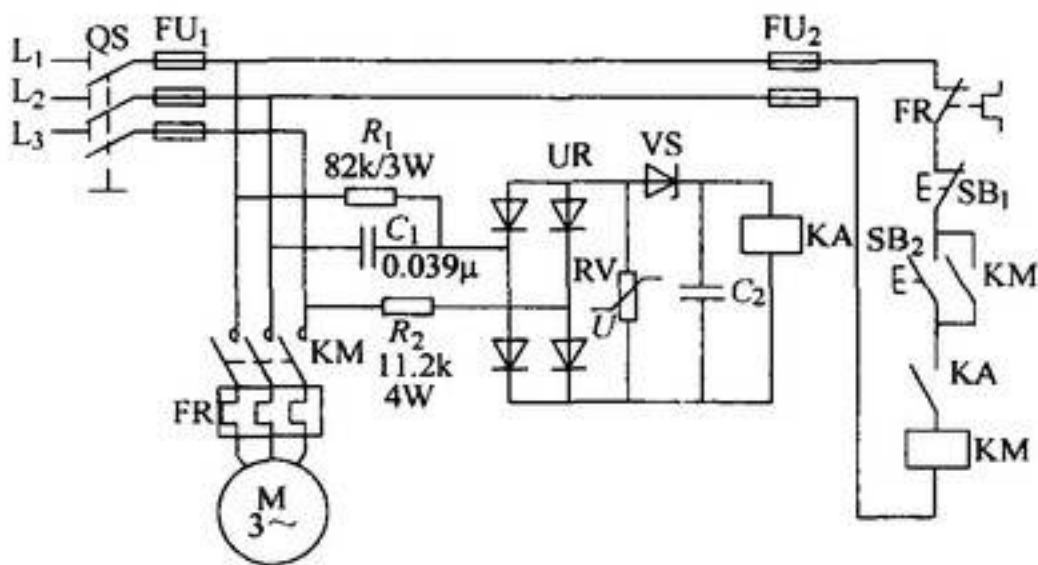 L₁ QS FU₁ FU₂
L₂
L₃
R₁
82k/3W
UR
VS
FR
SB₁
C₁
0.039μ
RV
U
C₂
KA
SB₂
KM
R₂
11.2k
4W
KM
FR
KA
KM
M
3~